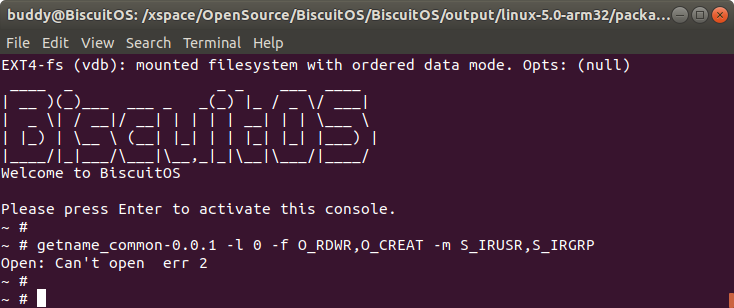 buddy@BiscuitOS: /xspace/OpenSource/BiscuitOS/BiscuitOS/output/linux-5.0-arm32/packa...
File Edit View Search Terminal Help
EXT4-fs (vdb): mounted filesystem with ordered data mode. Opts: (null)
BiscuitOS
Welcome to BiscuitOS
Please press Enter to activate this console.
~ #
~ # getname_common-0.0.1 -l 0 -f O_RDWR,O_CREAT -m S_IRUSR,S_IRGRP
Open: Can't open  err 2
~ #
~ #